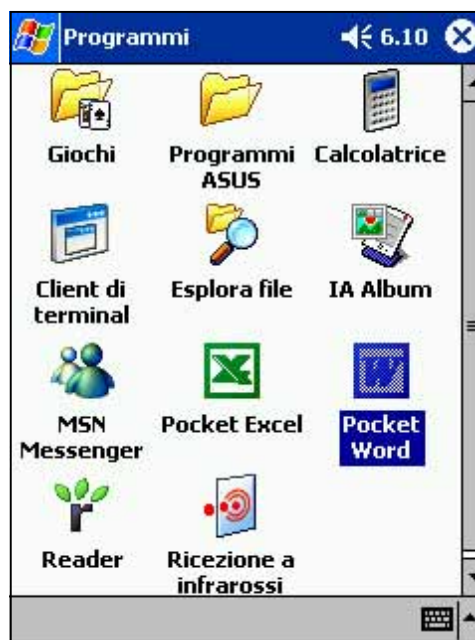 Programmi 6.10
Giochi
Programmi
ASUS
Calcolatrice
Client di
terminal
Esplora file
IA Album
MSN
Messenger
Pocket Excel
Pocket
Word
Reader
Ricezione a
infrarossi